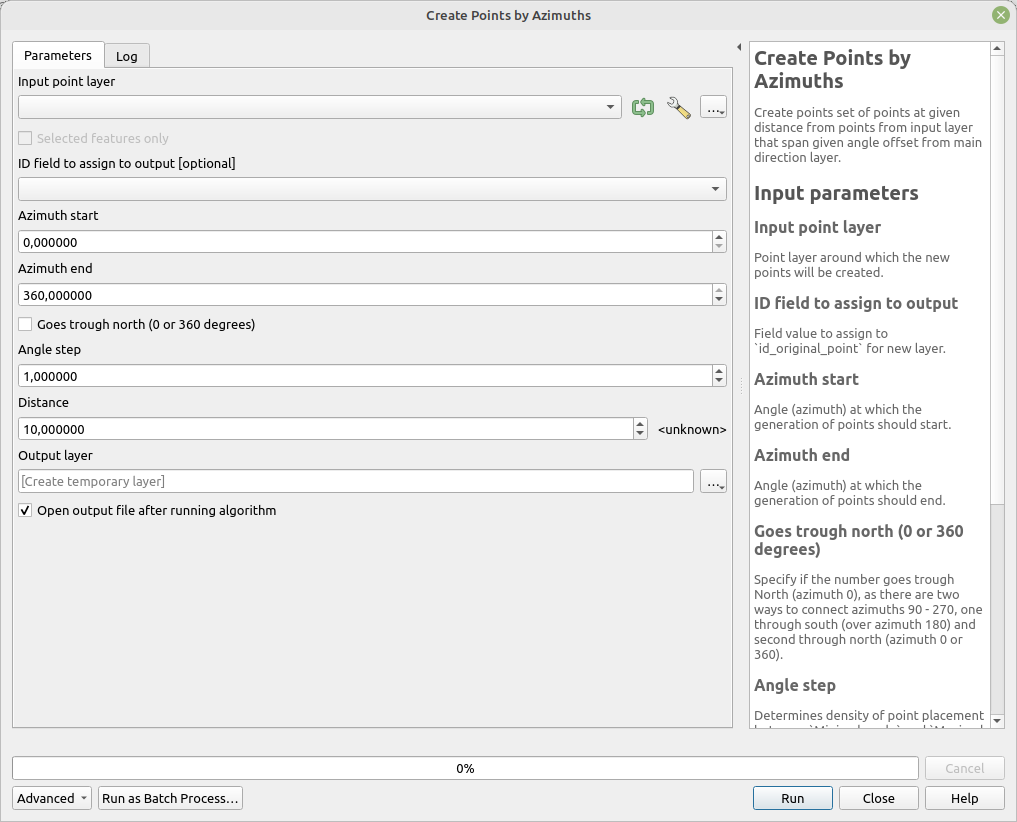 Create Points by Azimuths
Parameters
Log
Input point layer
...
Selected features only
ID field to assign to output [optional]
Azimuth start
0,000000
Azimuth end
360,000000
Goes trough north (0 or 360 degrees)
Angle step
1,000000
Distance
10,000000
<unknown>
Output layer
[Create temporary layer]
...
Open output file after running algorithm
Create Points by
Azimuths
Create points set of points at given
distance from points from input layer
that span given angle offset from main
direction layer.
Input parameters
Input point layer
Point layer around which the new
points will be created.
ID field to assign to output
Field value to assign to
`id_original_point` for new layer.
Azimuth start
Angle (azimuth) at which the
generation of points should start.
Azimuth end
Angle (azimuth) at which the
generation of points should end.
Goes trough north (0 or 360
degrees)
Specify if the number goes trough
North (azimuth 0), as there are two
ways to connect azimuths 90 - 270, one
through south (over azimuth 180) and
second through north (azimuth 0 or
360).
Angle step
Determines density of point placement
0%
Cancel
Advanced
Run as Batch Process...
Run
Close
Help